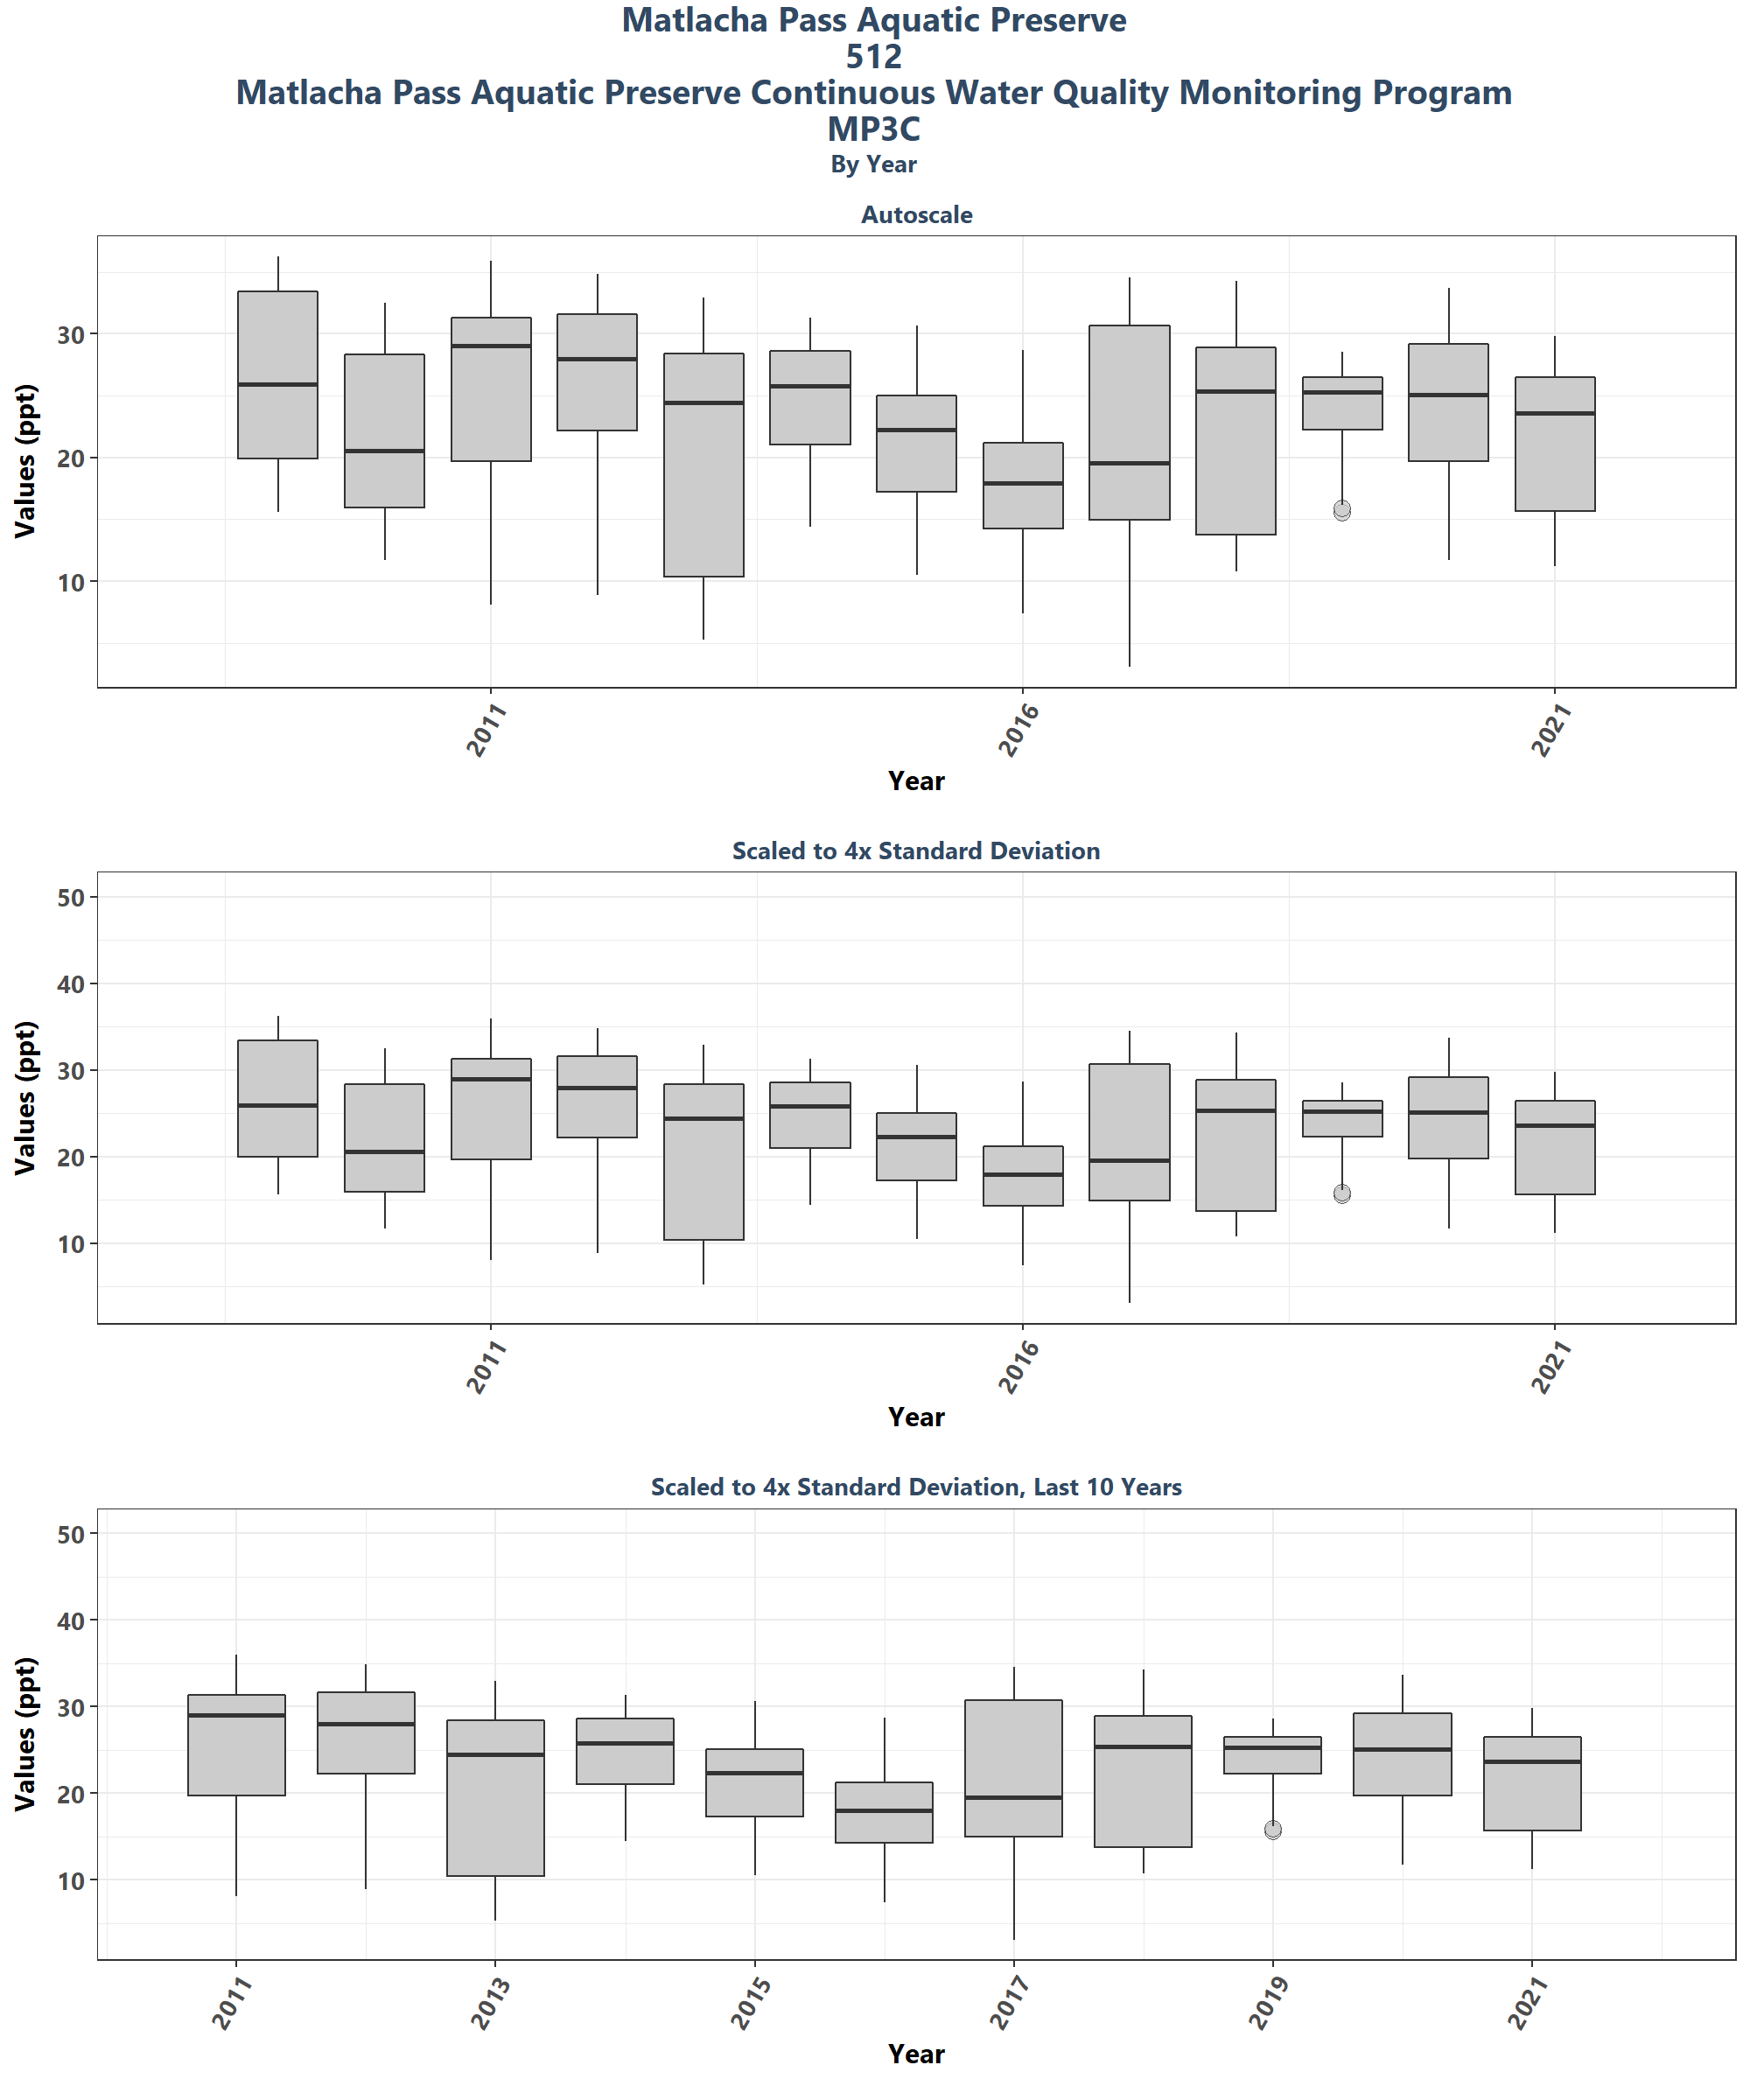 Matlacha Pass Aquatic Preserve
512
Matlacha Pass Aquatic Preserve Continuous Water Quality Monitoring Program
MP3C
By Year
Autoscale
Values (ppt)
30
20
10
2011
2016
2021
Year
Scaled to 4x Standard Deviation
Values (ppt)
50
40
30
20
10
2011
2016
2021
Year
Scaled to 4x Standard Deviation, Last 10 Years
Values (ppt)
50
40
30
20
10
2011
2013
2015
2017
2019
2021
Year